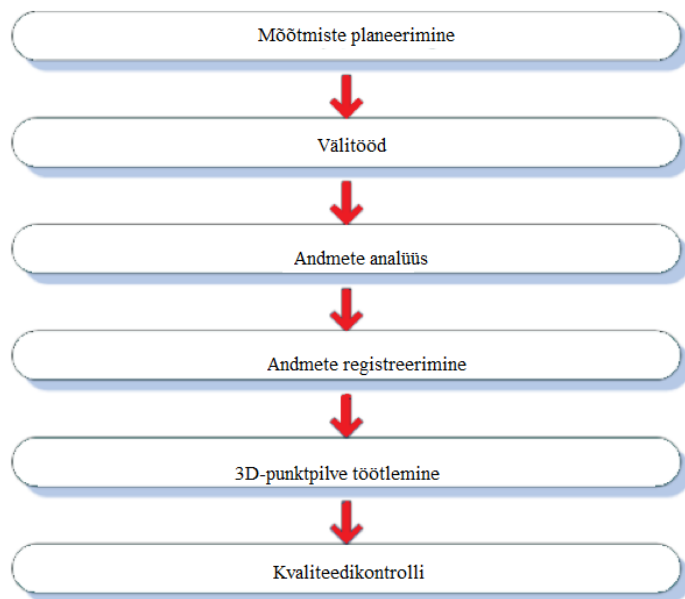 Mõõtmiste planeerimine
Välitööd
Andmete analüüs
Andmete registreerimine
3D-punktpilve töötlemine
Kvaliteedikontrolli